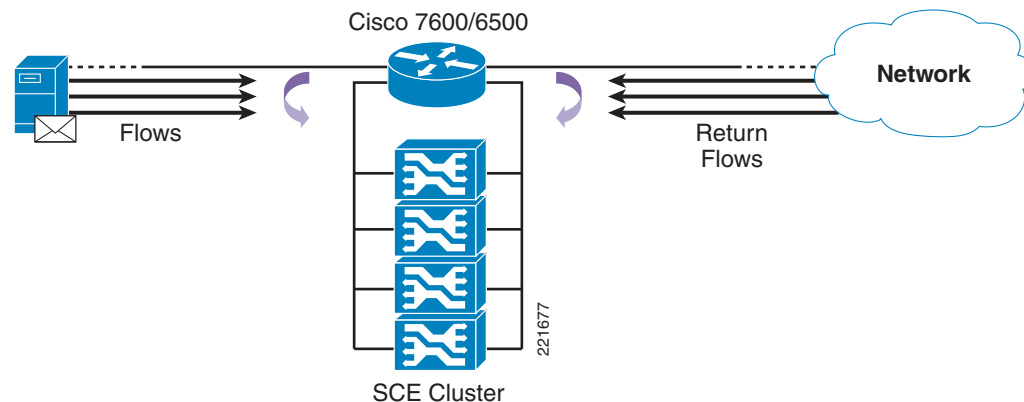 Cisco 7600/6500
Network
Flows
Return
Flows
221677
SCE Cluster